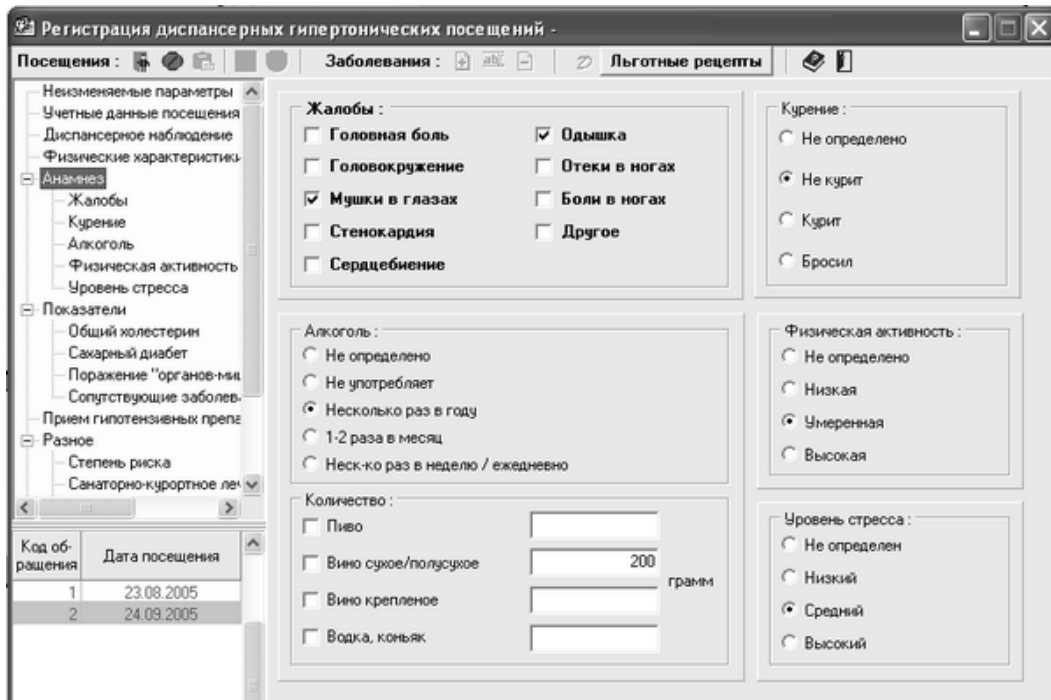 Регистрация диспансерных гипертонических посещений -
Посещения : Заболевания : Льготные рецепты
Неизменяемые параметры
Учетные данные посещения
Диспансерное наблюдение
Физические характеристики
Анамнез
Жалобы
Курение
Алкоголь
Физическая активность
Уровень стресса
Показатели
Общий холестерин
Сахарный диабет
Поражение "органов-миц
Сопутствующие заболев
Прием гипотензивных препа
Разное
Степень риска
Санаторно-курортное леч
Код об- Дата посещения
ращения
1 23.08.2005
2 24.09.2005
Жалобы :
Головная боль Одышка
Головокружение Отеки в ногах
Мушки в глазах Боли в ногах
Стенокардия Другое
Сердцебиение
Курение :
Не определено
Не курит
Курит
Бросил
Алкоголь :
Не определено
Не употребляет
Несколько раз в году
1-2 раза в месяц
Неск-ко раз в неделю / ежедневно
Количество :
Пиво
Вино сухое/полусухое 200
грамм
Вино крепленое
Водка, коньяк
Физическая активность :
Не определено
Низкая
Умеренная
Высокая
Уровень стресса :
Не определен
Низкий
Средний
Высокий